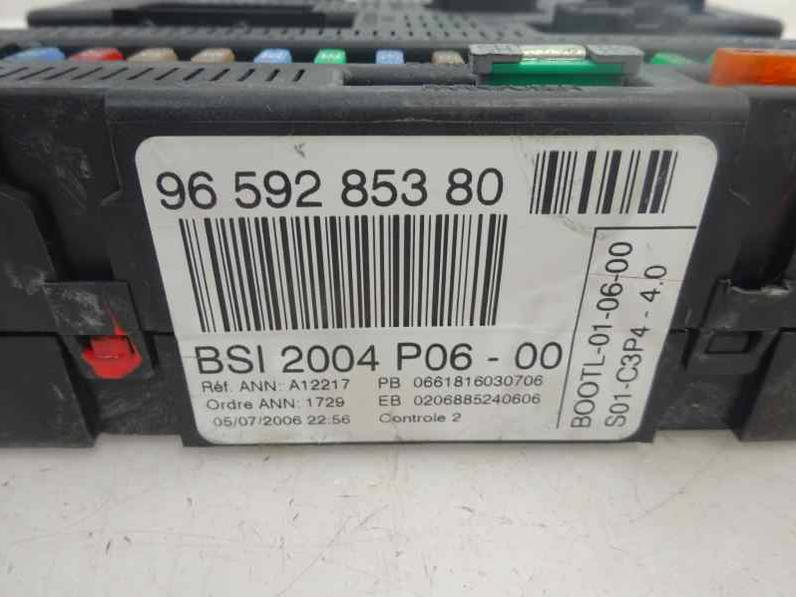 96 592 853 80
BSI 2004 P06 - 00
Réf. ANN: A12217 PB 0661816030706
Ordre ANN: 1729 EB 0206885240606
05/07/2006 22:56 Controle 2
BOOTL-01-06-00
S01-C3P4 - 4.0